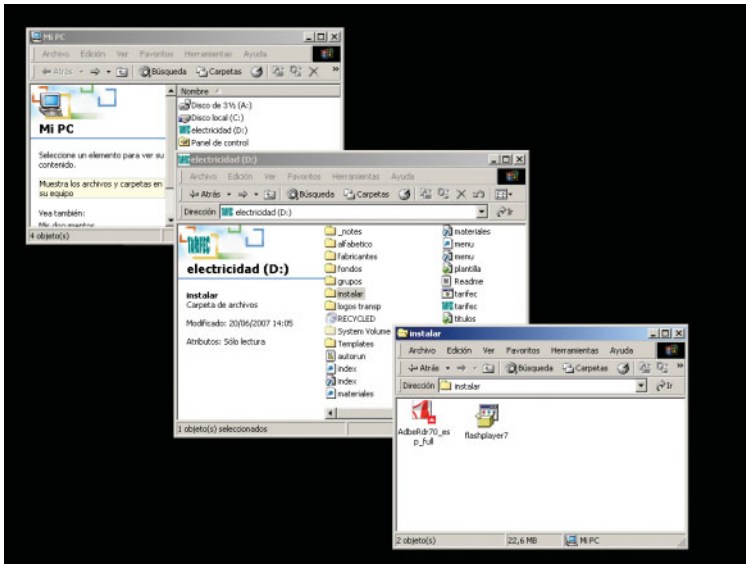 Mi PC
Archivo Edición Ver Favoritos Herramientas Ayuda
Atrás Búsqueda Carpetas »
Nombre
Disco de 3½ (A:)
Disco local (C:)
electricidad (D:)
Panel de control
Mi PC
Seleccione un elemento para ver su
contenido.
Muestra los archivos y carpetas en
su equipo
Vea también:
Mis documentos
4 objeto(s)
electricidad (D:)
Archivo Edición Ver Favoritos Herramientas Ayuda
Atrás Búsqueda Carpetas
Dirección electricidad (D:) Ir
TARIFEC
electricidad (D:)
instalar
Carpeta de archivos
Modificado: 20/06/2007 14:05
Atributos: Sólo lectura
_notes
alfabetico
fabricantes
fondos
grupos
instalar
logos transp
RECYCLED
System Volume
Templates
autorun
index
index
materiales
materiales
menu
menu
plantilla
Readme
tarifec
tarifec
titulos
1 objeto(s) seleccionados
instalar
Archivo Edición Ver Favoritos Herramientas Ayuda
Atrás Búsqueda Carpetas »
Dirección instalar Ir
AdbeRdr70_es
p_full
flashplayer7
2 objeto(s) 22,6 MB Mi PC